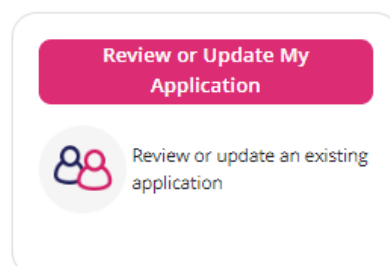 Review or Update My
Application
Review or update an existing
application